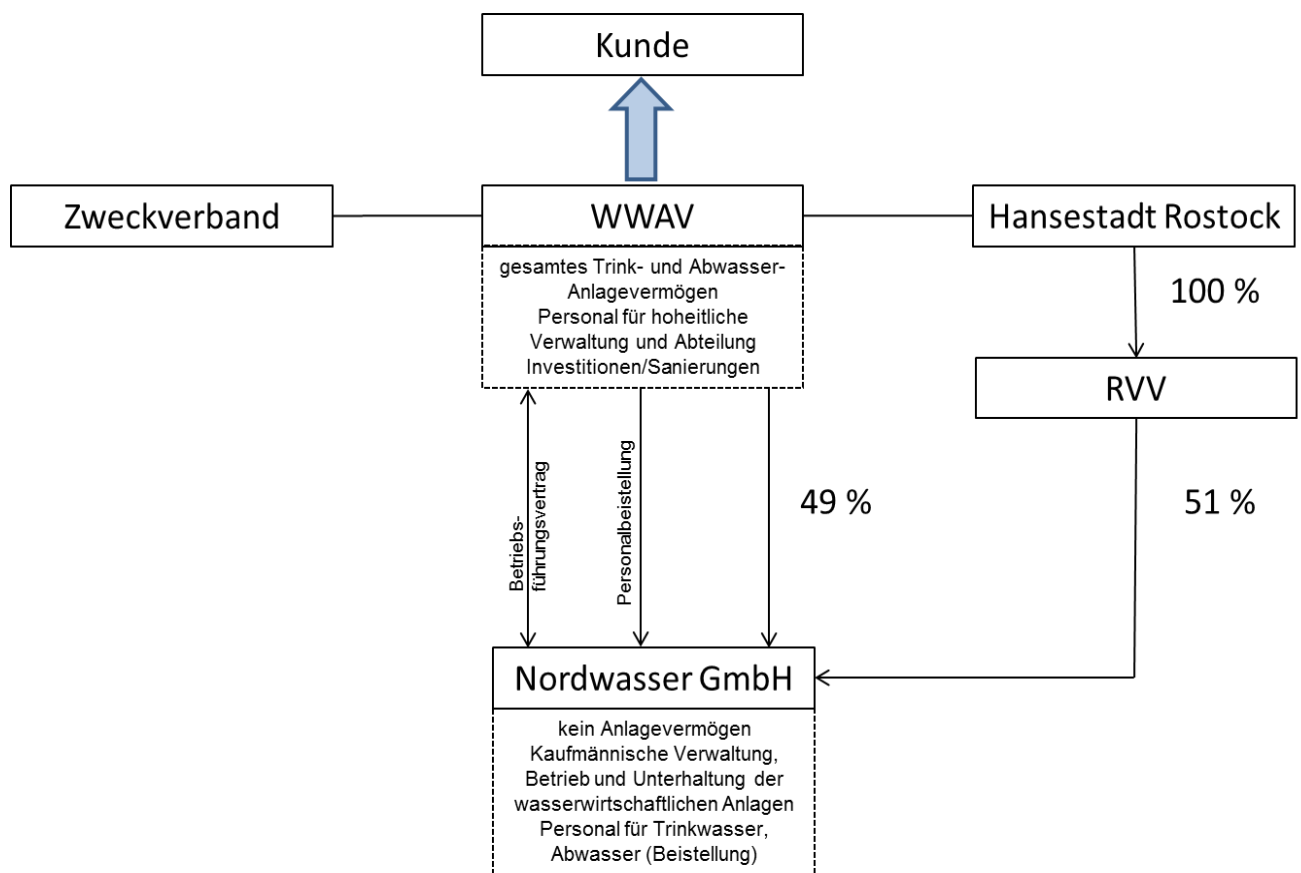 Kunde
Zweckverband
WWAV
Hansestadt Rostock
gesamtes Trink- und Abwasser-
Anlagevermögen
Personal für hoheitliche
Verwaltung und Abteilung
Investitionen/Sanierungen
100 %
RVV
Betriebs-
führungsvertrag
Personalbeistellung
49 %
51 %
Nordwasser GmbH
kein Anlagevermögen
Kaufmännische Verwaltung,
Betrieb und Unterhaltung der
wasserwirtschaftlichen Anlagen
Personal für Trinkwasser,
Abwasser (Beistellung)